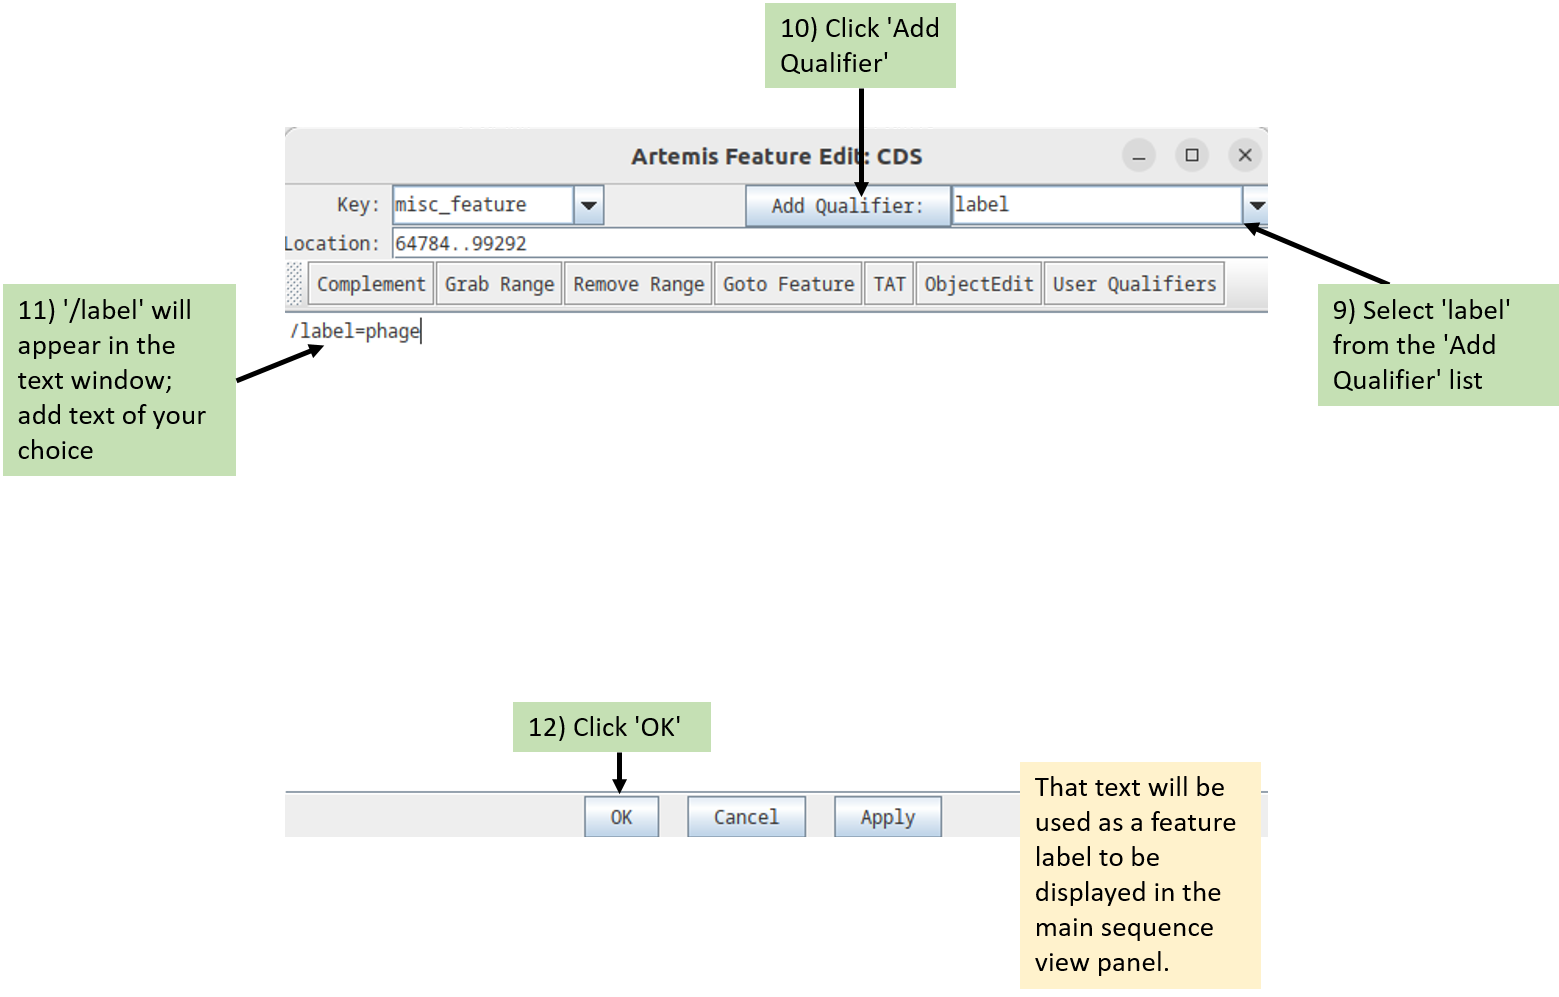 10) Click 'Add
Qualifier'
Artemis Feature Edit: CDS
Key: misc_feature Add Qualifier: label
Location: 64784..99292
Complement Grab Range Remove Range Goto Feature TAT ObjectEdit User Qualifiers
/label=phage
11) '/label' will
appear in the
text window;
add text of your
choice
9) Select 'label'
from the 'Add
Qualifier' list
12) Click 'OK'
OK Cancel Apply
That text will be
used as a feature
label to be
displayed in the
main sequence
view panel.